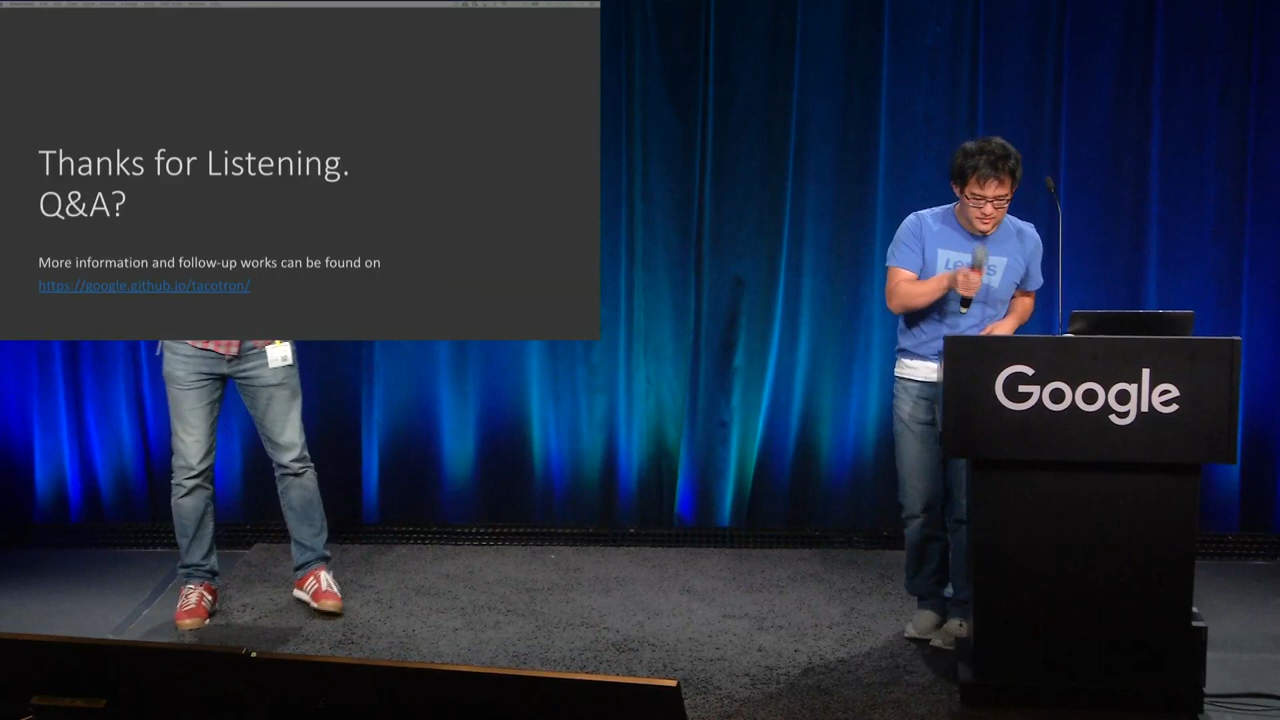 Thanks for Listening.
Q&A?
More information and follow-up works can be found on
https://google.github.io/tacotron/
Levi's
Google